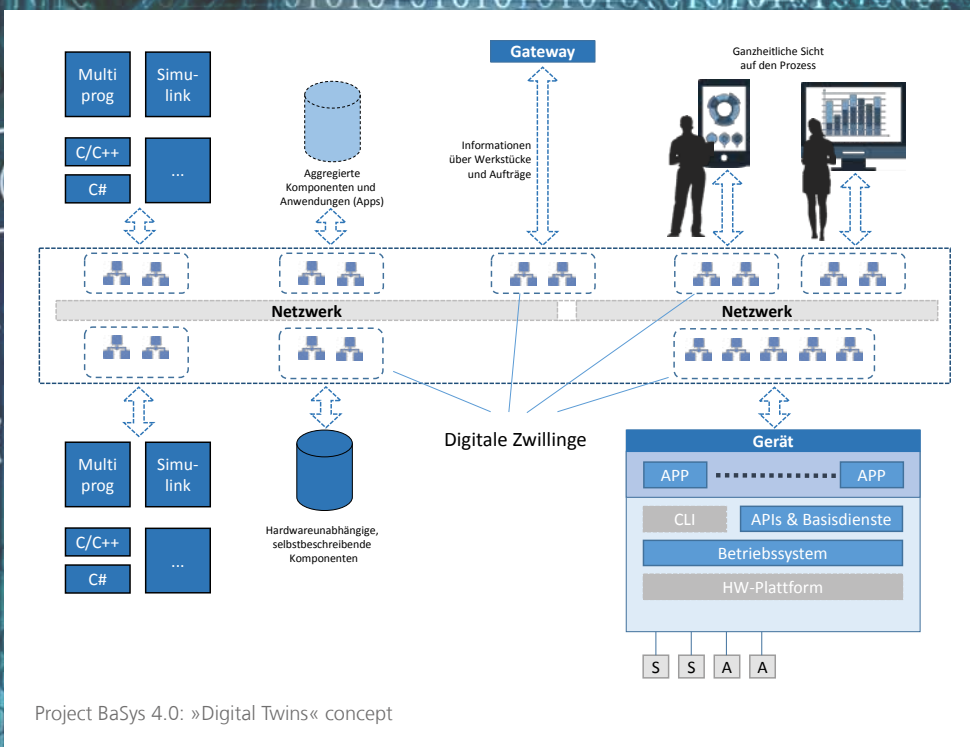 Multi
prog
Simu-
link
C/C++
C#
...
Aggregierte
Komponenten und
Anwendungen (Apps)
Gateway
Informationen
über Werkstücke
und Aufträge
Ganzheitliche Sicht
auf den Prozess
Netzwerk
Netzwerk
Digitale Zwillinge
Multi
prog
Simu-
link
C/C++
C#
...
Hardwareunabhängige,
selbstbeschreibende
Komponenten
Gerät
APP
APP
CLI
APIs & Basisdienste
Betriebssystem
HW-Plattform
S
S
A
A
Project BaSys 4.0: »Digital Twins« concept